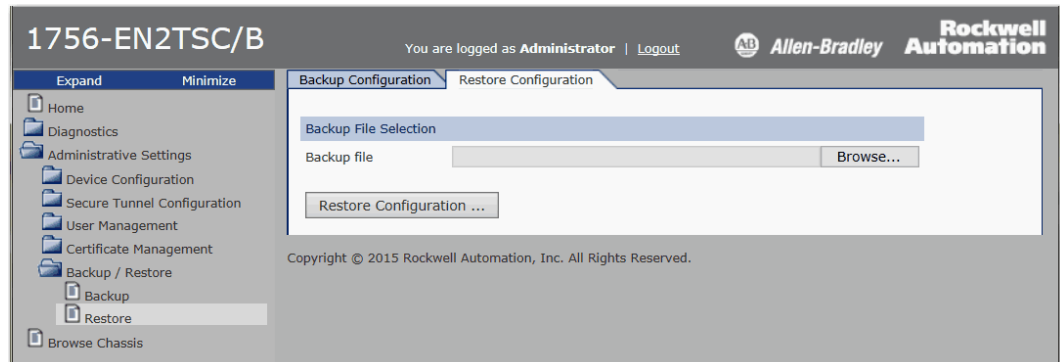 1756-EN2TSC/B
You are logged as Administrator | Logout
AB Allen-Bradley
Rockwell
Automation
Expand Minimize
Home
Diagnostics
Administrative Settings
Device Configuration
Secure Tunnel Configuration
User Management
Certificate Management
Backup / Restore
Backup
Restore
Browse Chassis
Backup Configuration Restore Configuration
Backup File Selection
Backup file Browse...
Restore Configuration ...
Copyright © 2015 Rockwell Automation, Inc. All Rights Reserved.